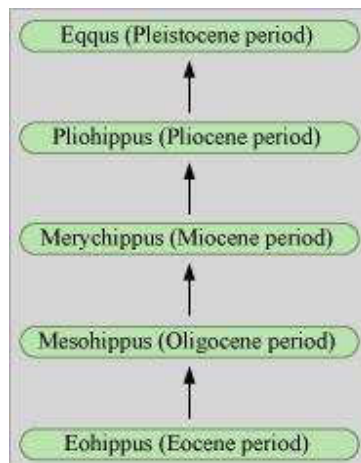 Eqqus (Pleistocene period)
Pliohippus (Pliocene period)
Merychippus (Miocene period)
Mesohippus (Oligocene period)
Eohippus (Eocene period)